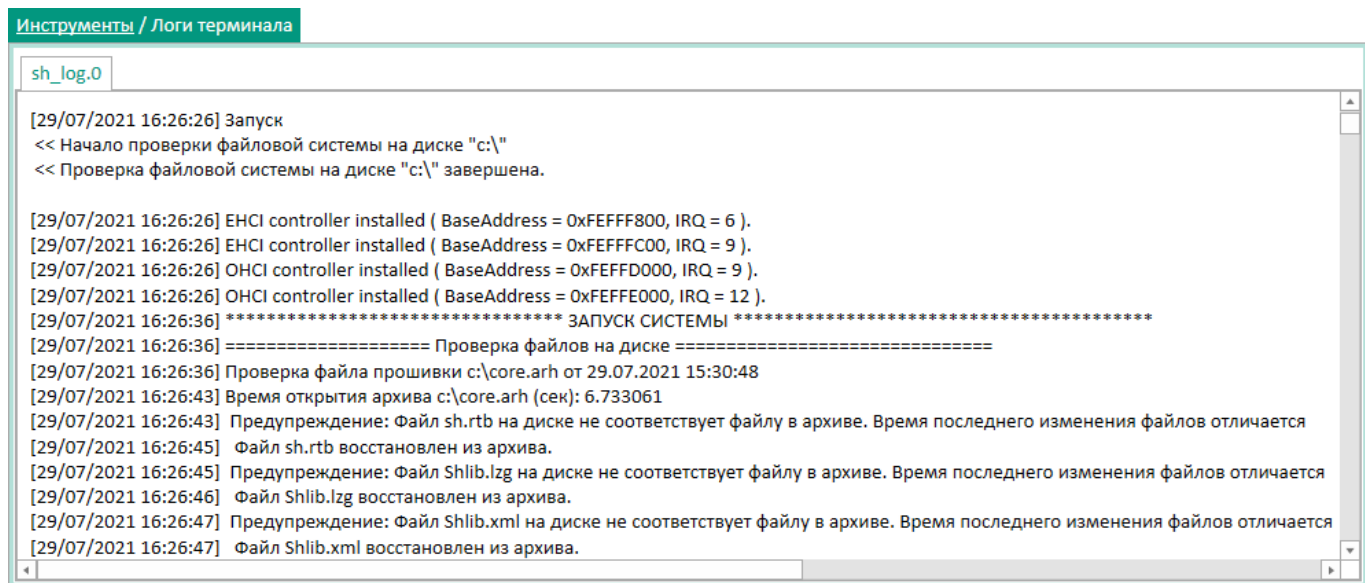 Инструменты / Логи терминала
sh_log.0
[29/07/2021 16:26:26] Запуск
<< Начало проверки файловой системы на диске "c:\"
<< Проверка файловой системы на диске "c:\" завершена.
[29/07/2021 16:26:26] EHCI controller installed ( BaseAddress = 0xFEFFF800, IRQ = 6 ).
[29/07/2021 16:26:26] EHCI controller installed ( BaseAddress = 0xFEFFFC00, IRQ = 9 ).
[29/07/2021 16:26:26] OHCI controller installed ( BaseAddress = 0xFEFFD000, IRQ = 9 ).
[29/07/2021 16:26:26] OHCI controller installed ( BaseAddress = 0xFEFFE000, IRQ = 12 ).
[29/07/2021 16:26:36] ********************************* ЗАПУСК СИСТЕМЫ *****************************************
[29/07/2021 16:26:36] ==================== Проверка файлов на диске ===============================
[29/07/2021 16:26:36] Проверка файла прошивки c:\core.arh от 29.07.2021 15:30:48
[29/07/2021 16:26:43] Время открытия архива c:\core.arh (сек): 6.733061
[29/07/2021 16:26:43] Предупреждение: Файл sh.rtb на диске не соответствует файлу в архиве. Время последнего изменения файлов отличается
[29/07/2021 16:26:45] Файл sh.rtb восстановлен из архива.
[29/07/2021 16:26:45] Предупреждение: Файл Shlib.lzg на диске не соответствует файлу в архиве. Время последнего изменения файлов отличается
[29/07/2021 16:26:46] Файл Shlib.lzg восстановлен из архива.
[29/07/2021 16:26:47] Предупреждение: Файл Shlib.xml на диске не соответствует файлу в архиве. Время последнего изменения файлов отличается
[29/07/2021 16:26:47] Файл Shlib.xml восстановлен из архива.